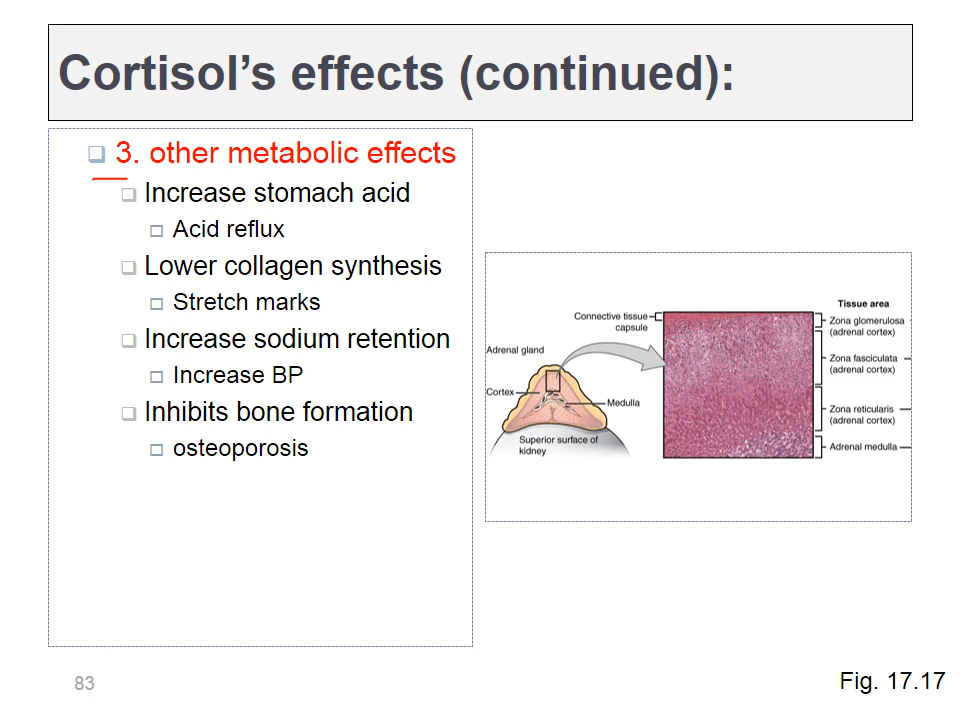 Cortisol’s effects (continued):
3. other metabolic effects
Increase stomach acid
Acid reflux
Lower collagen synthesis
Stretch marks
Increase sodium retention
Increase BP
Inhibits bone formation
osteoporosis
Tissue area
Connective tissue
capsule
Zona glomerulosa
(adrenal cortex)
Adrenal gland
Zona fasciculata
(adrenal cortex)
Cortex
Medulla
Zona reticularis
(adrenal cortex)
Superior surface of
kidney
Adrenal medulla
83
Fig. 17.17